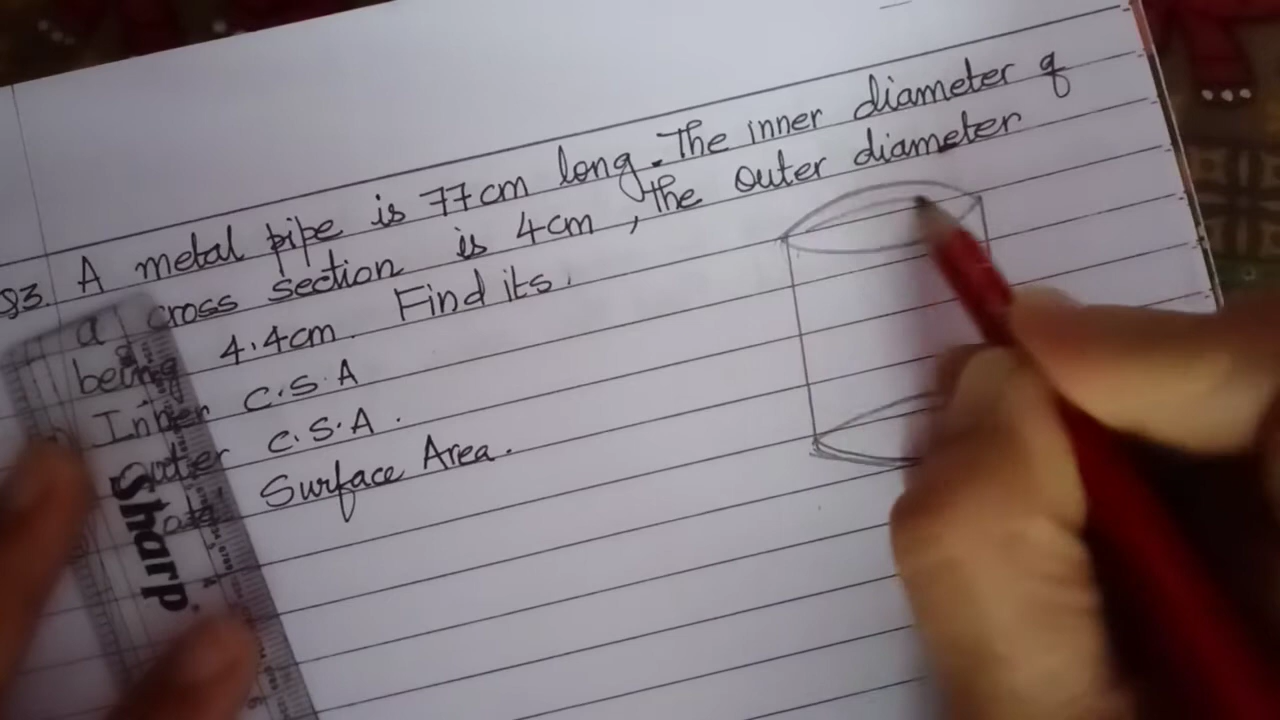 Q3. A metal pipe is 77cm long. The inner diameter of
a cross section is 4cm, the outer diameter
being 4.4cm. Find its.
Inner C.S.A
outer C.S.A.
Surface Area.
Sharp